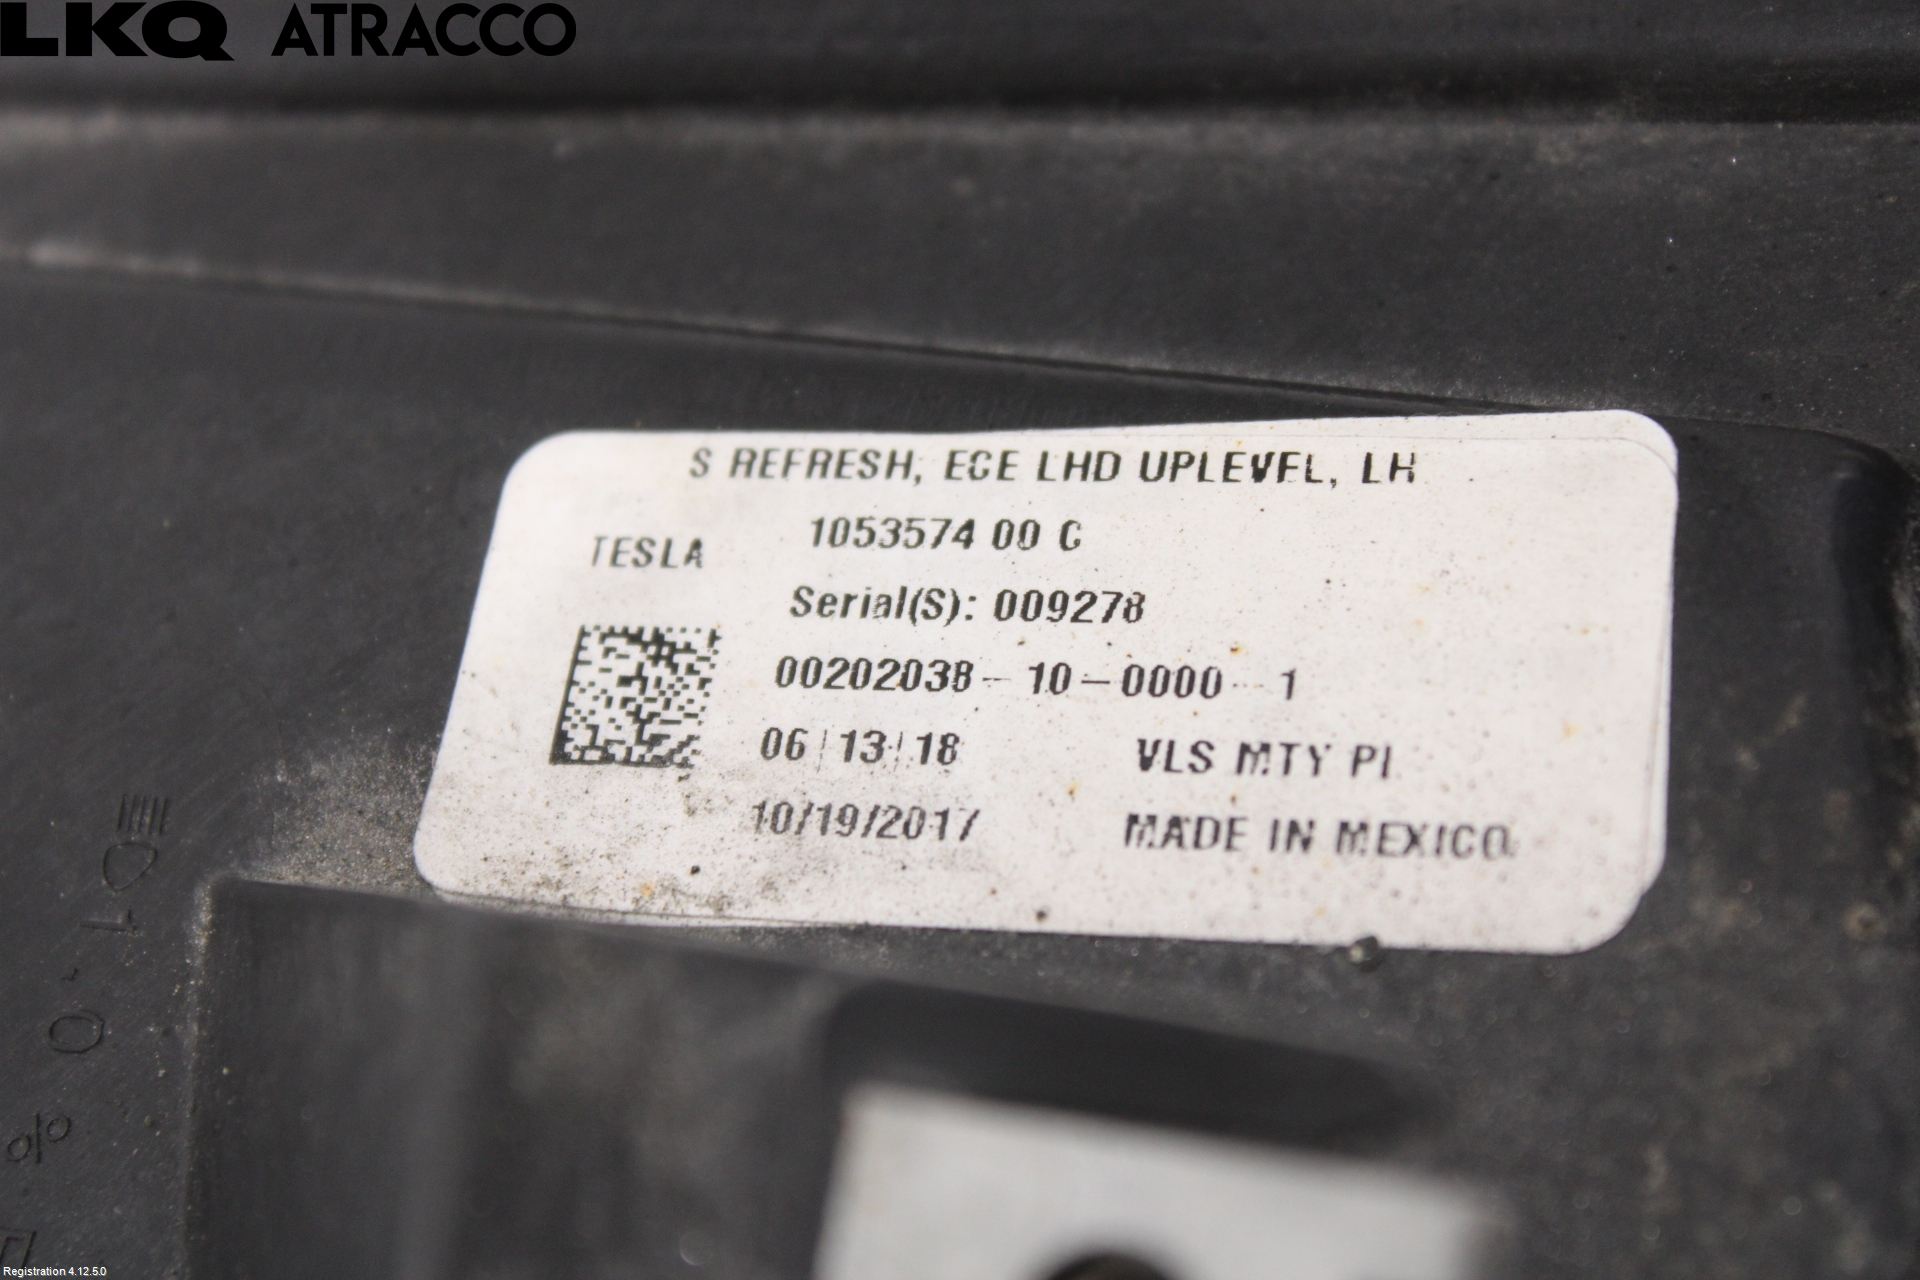 LKQ ATRACCO
S REFRESH, ECE LHD UPLEVEL, LH
1053574 00 C
TESLA
Serial(S): 009278
00202038 - 10 - 0000 - 1
06 / 13 / 18 VLS MTY PI
10/19/2017 MADE IN MEXICO
%
Registration 4.12.5.0